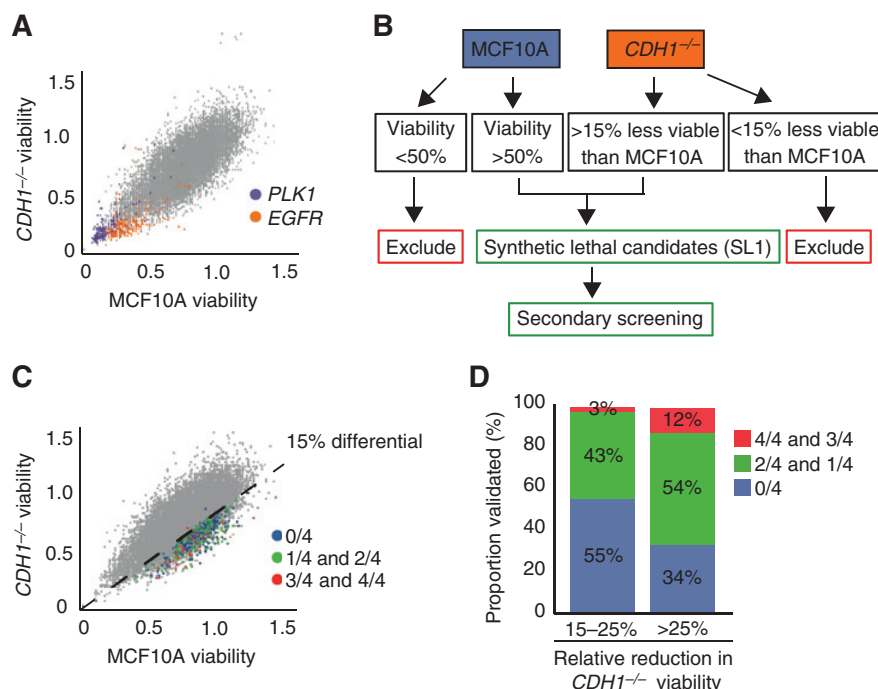 A
1.5
1.0
0.5
0
CDH1⁻/⁻ viability
PLK1
EGFR
0
0.5
1.0
1.5
MCF10A viability
B
MCF10A
CDH1⁻/⁻
Viability
<50%
Viability
>50%
>15% less viable
than MCF10A
<15% less viable
than MCF10A
Exclude
Synthetic lethal candidates (SL1)
Exclude
Secondary screening
C
1.5
1.0
0.5
0
CDH1⁻/⁻ viability
15% differential
0/4
1/4 and 2/4
3/4 and 4/4
0
0.5
1.0
1.5
MCF10A viability
D
100
80
60
40
20
0
Proportion validated (%)
3%
43%
55%
12%
54%
34%
4/4 and 3/4
2/4 and 1/4
0/4
15–25%
>25%
Relative reduction in
CDH1⁻/⁻ viability